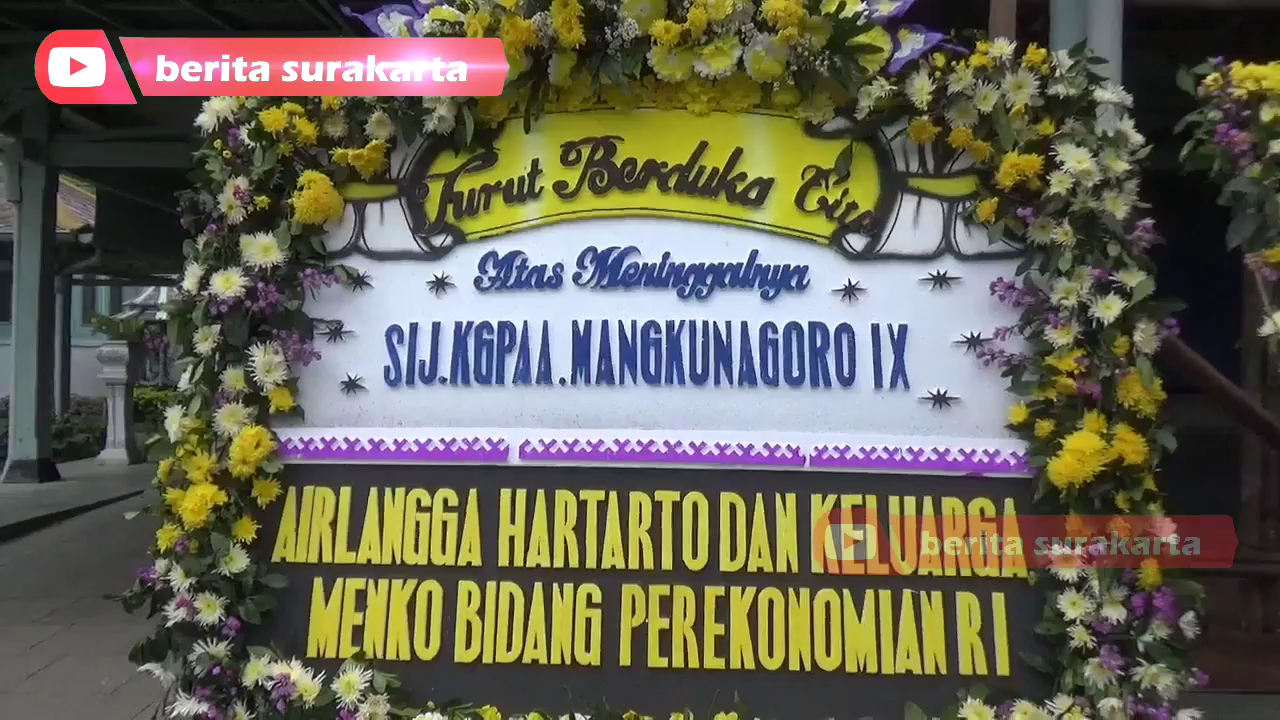 berita surakarta
Turut Berduka Cita
Atas Meninggalnya
SIJ.KGPAA.MANGKUNAGORO IX
AIRLANGGA HARTARTO DAN KELUARGA
berita surakarta
MENKO BIDANG PEREKONOMIAN RI